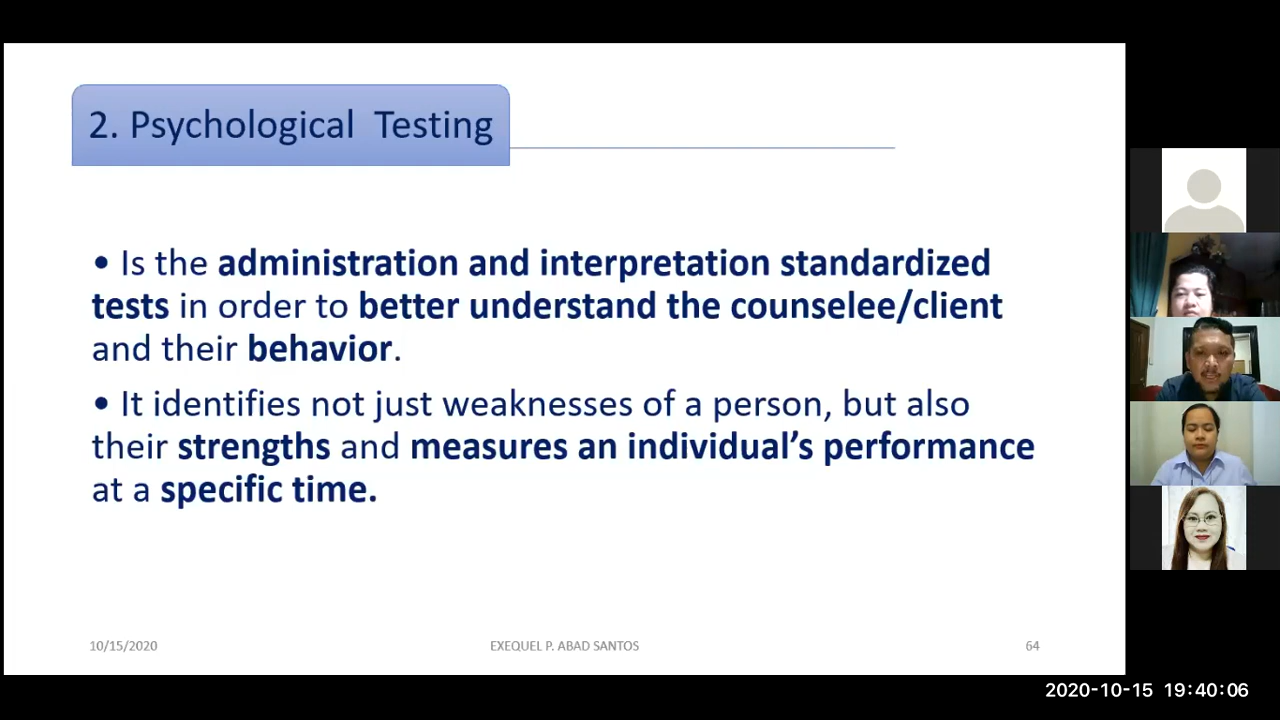 2. Psychological Testing
• Is the administration and interpretation standardized
tests in order to better understand the counselee/client
and their behavior.
• It identifies not just weaknesses of a person, but also
their strengths and measures an individual’s performance
at a specific time.
10/15/2020
EXEQUEL P. ABAD SANTOS
64
2020-10-15 19:40:06